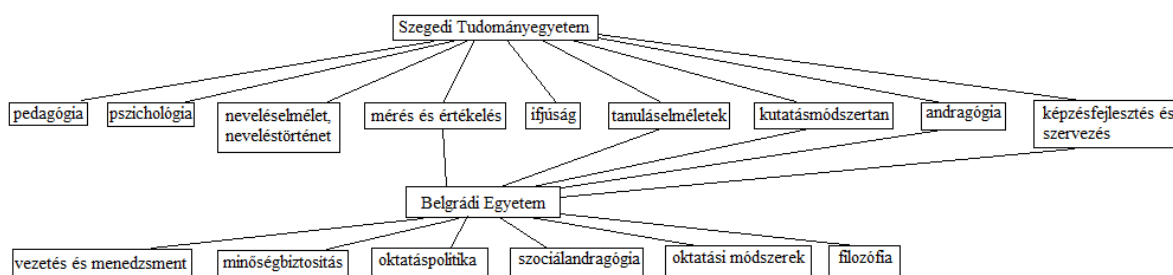 Szegedi Tudományegyetem
pedagógia
pszichológia
neveléselmélet,
neveléstörténet
mérés és értékelés
ifjúság
tanuláselméletek
kutatásmódszertan
andragógia
képzésfejlesztés és
szervezés
Belgrádi Egyetem
vezetés és menedzsment
minőségbiztosítás
oktatáspolitika
szociálandragógia
oktatási módszerek
filozófia